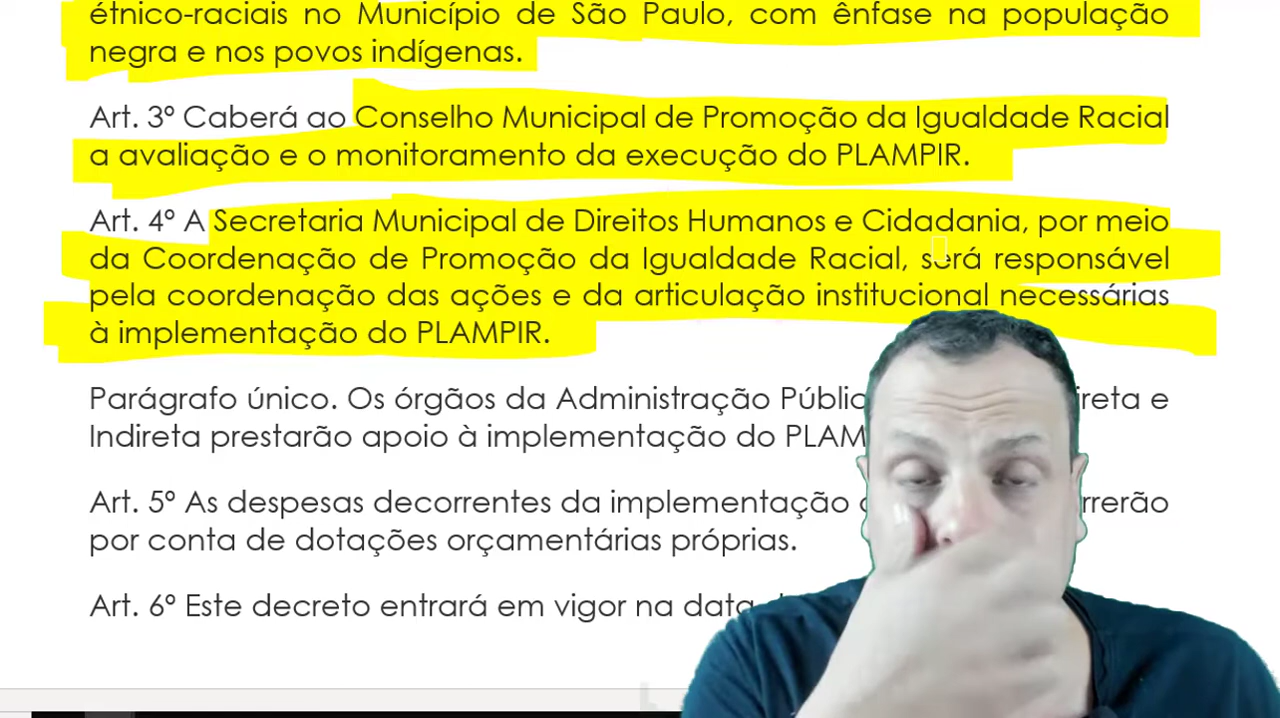 étnico-raciais no Município de São Paulo, com ênfase na população
negra e nos povos indígenas.
Art. 3º Caberá ao Conselho Municipal de Promoção da Igualdade Racial
a avaliação e o monitoramento da execução do PLAMPIR.
Art. 4º A Secretaria Municipal de Direitos Humanos e Cidadania, por meio
da Coordenação de Promoção da Igualdade Racial, será responsável
pela coordenação das ações e da articulação institucional necessárias
à implementação do PLAMPIR.
Parágrafo único. Os órgãos da Administração e
Indireta prestarão apoio à implementação do
Art. 5º As despesas decorrentes da implementação
por conta de dotações orçamentárias próprias.
Art. 6º Este decreto entrará em vigor na data